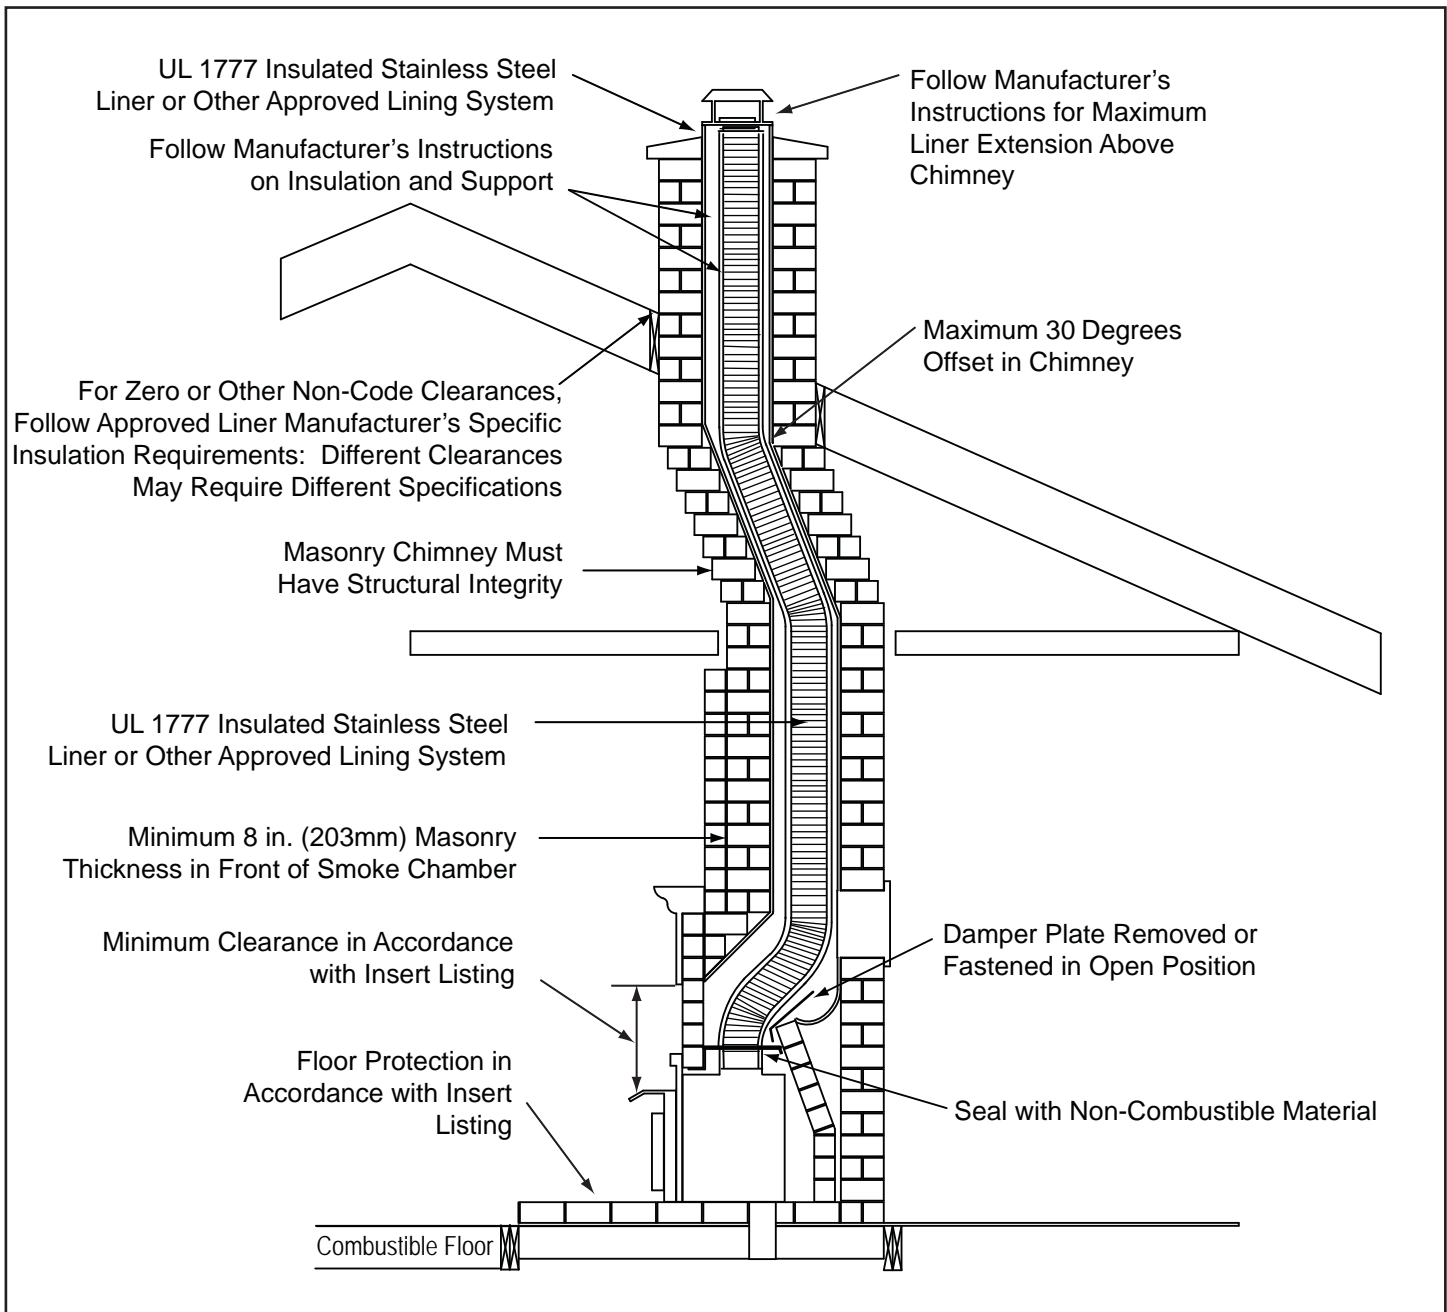 UL 1777 Insulated Stainless Steel
Liner or Other Approved Lining System
Follow Manufacturer's
Instructions for Maximum
Liner Extension Above
Chimney
Follow Manufacturer's Instructions
on Insulation and Support
Maximum 30 Degrees
Offset in Chimney
For Zero or Other Non-Code Clearances,
Follow Approved Liner Manufacturer's Specific
Insulation Requirements: Different Clearances
May Require Different Specifications
Masonry Chimney Must
Have Structural Integrity
UL 1777 Insulated Stainless Steel
Liner or Other Approved Lining System
Minimum 8 in. (203mm) Masonry
Thickness in Front of Smoke Chamber
Minimum Clearance in Accordance
with Insert Listing
Damper Plate Removed or
Fastened in Open Position
Floor Protection in
Accordance with Insert
Listing
Seal with Non-Combustible Material
Combustible Floor